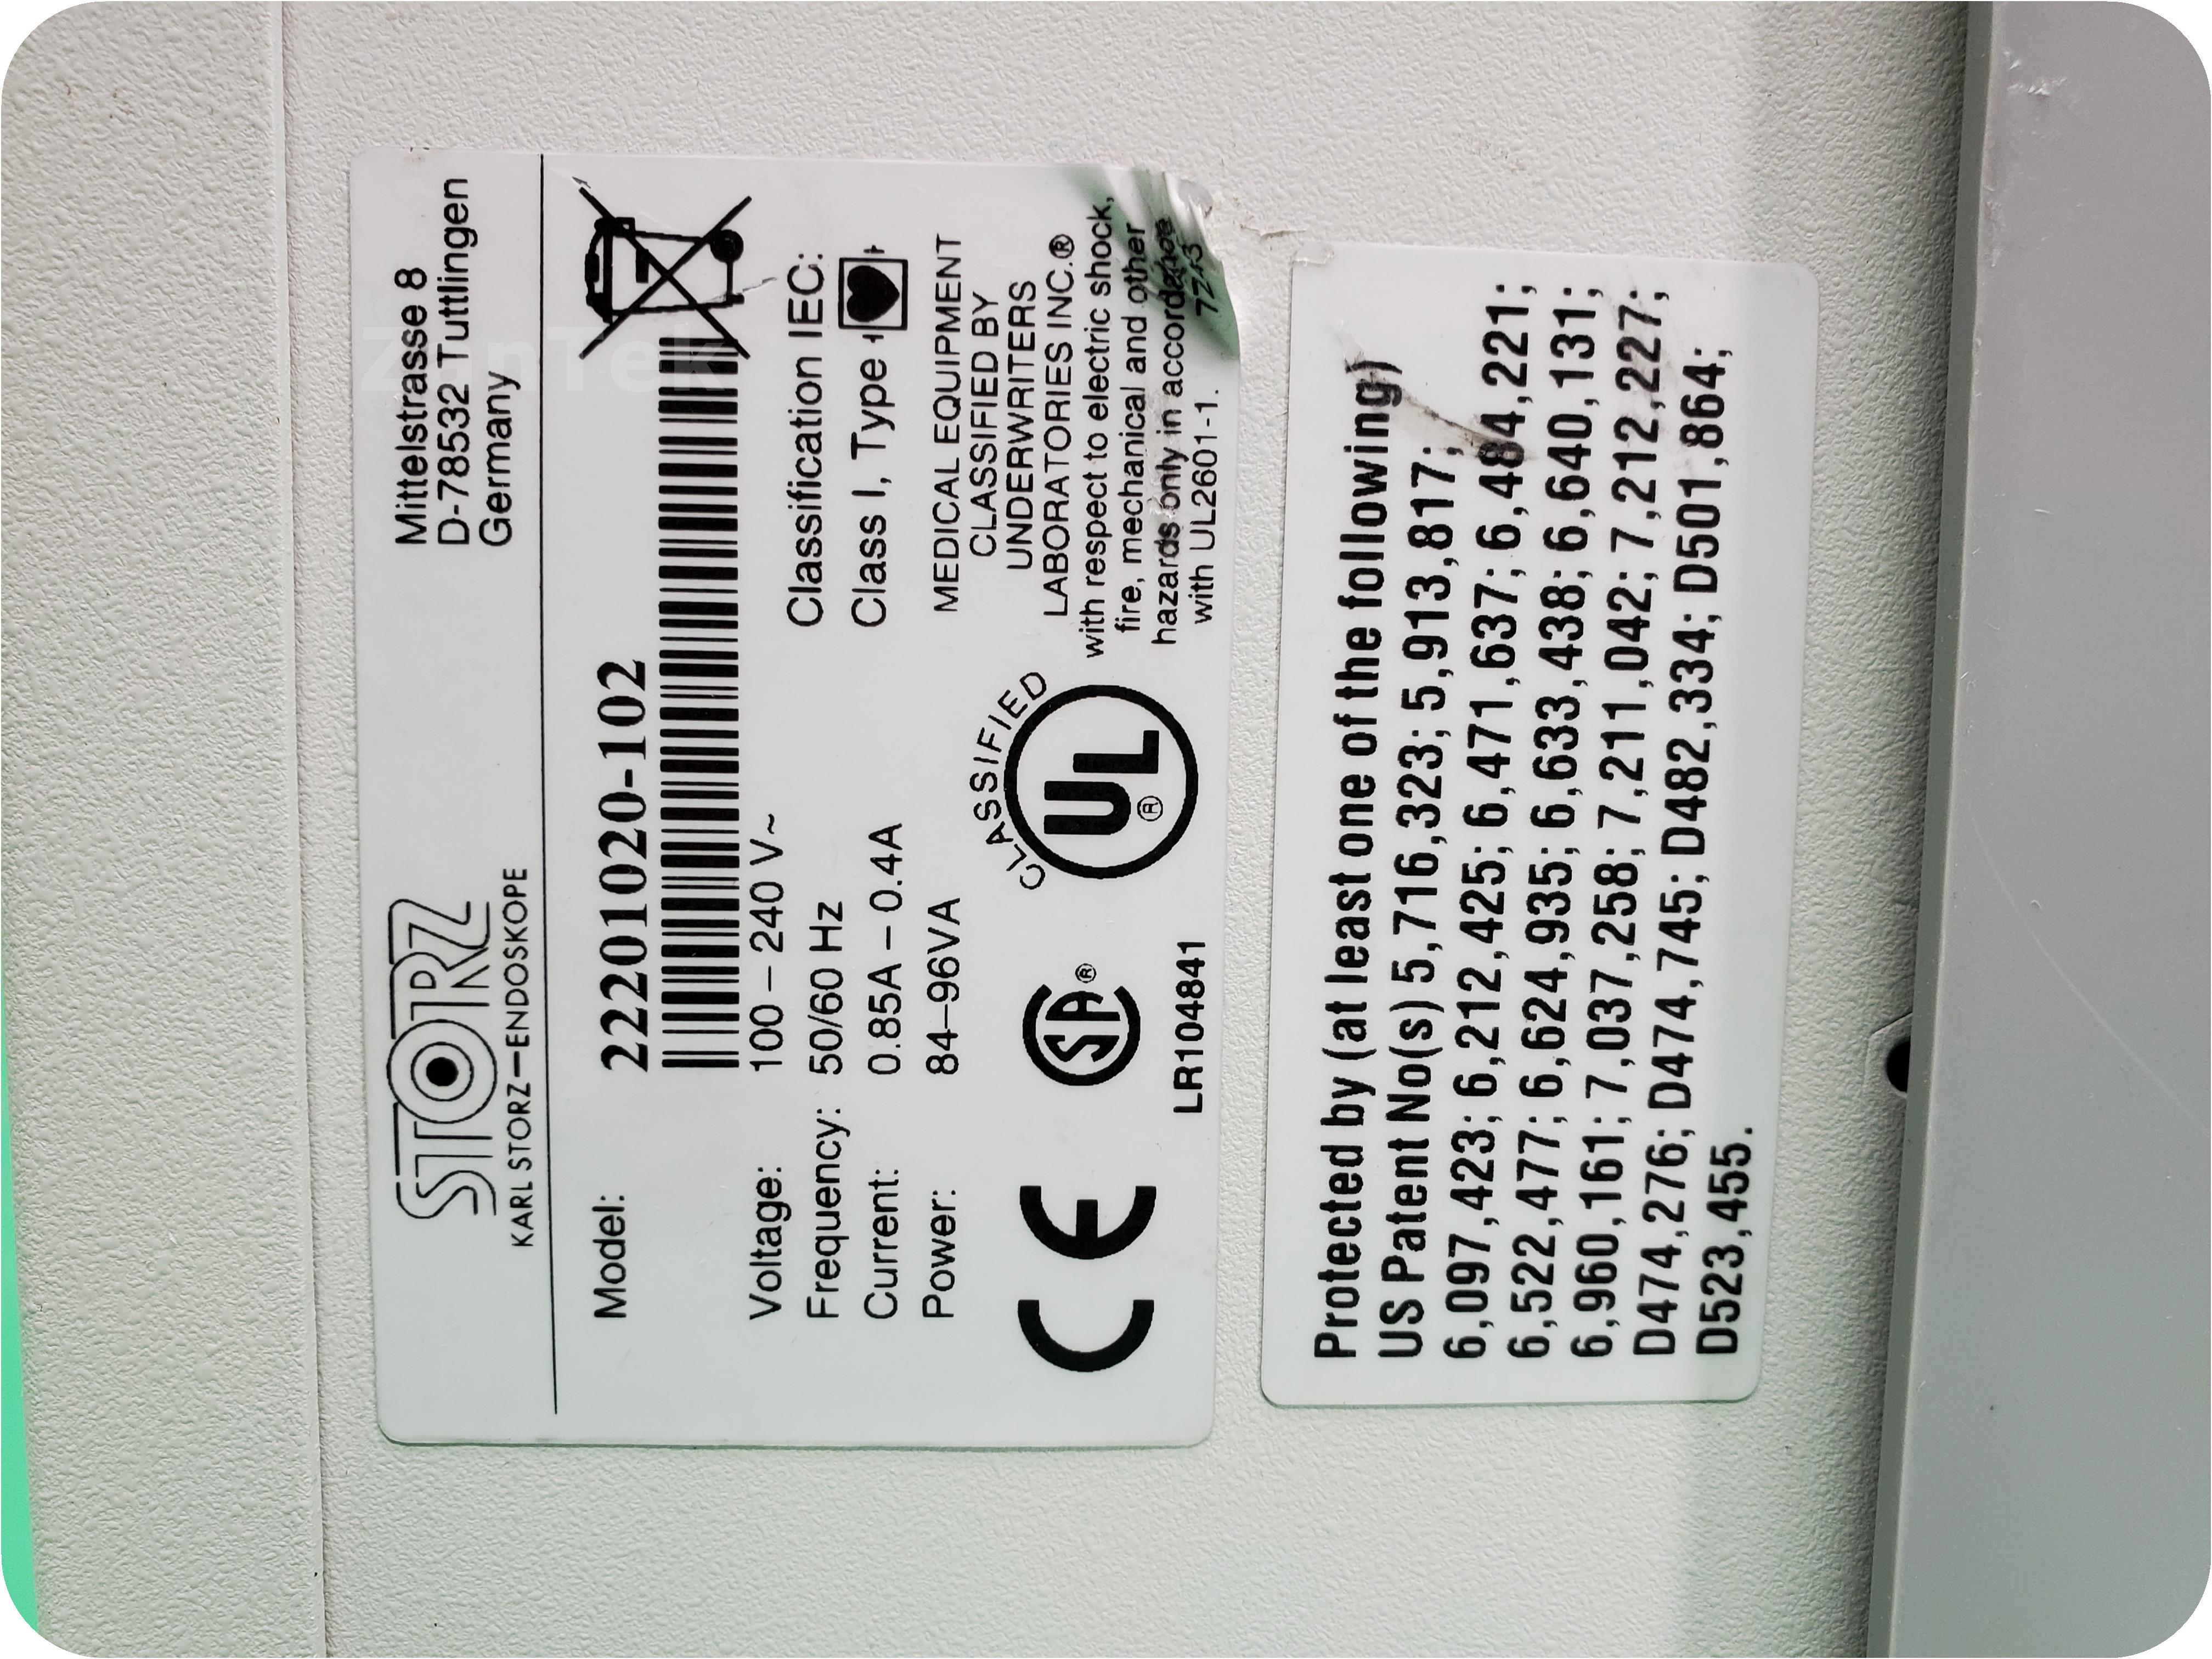 STORZ
KARL STORZ—ENDOSKOPE
Mittelstrasse 8
D-78532 Tuttlingen
Germany
Model: 22201020-102
Voltage: 100 – 240 V~
Frequency: 50/60 Hz
Current: 0.85A – 0.4A
Power: 84–96VA
Classification IEC:
Class I, Type
CE
SA®
LR104841
CLASSIFIED
UL®
MEDICAL EQUIPMENT
CLASSIFIED BY
UNDERWRITERS
LABORATORIES INC.®
with respect to electric shock,
fire, mechanical and other
hazards only in accordance
with UL2601-1. 7Z43
Protected by (at least one of the following)
US Patent No(s) 5,716,323; 5,913,817;
6,097,423; 6,212,425; 6,471,637; 6,484,221;
6,522,477; 6,624,935; 6,633,438; 6,640,131;
6,960,161; 7,037,258; 7,211,042; 7,212,227;
D474,276; D474,745; D482,334; D501,864;
D523,455.
ZanTek